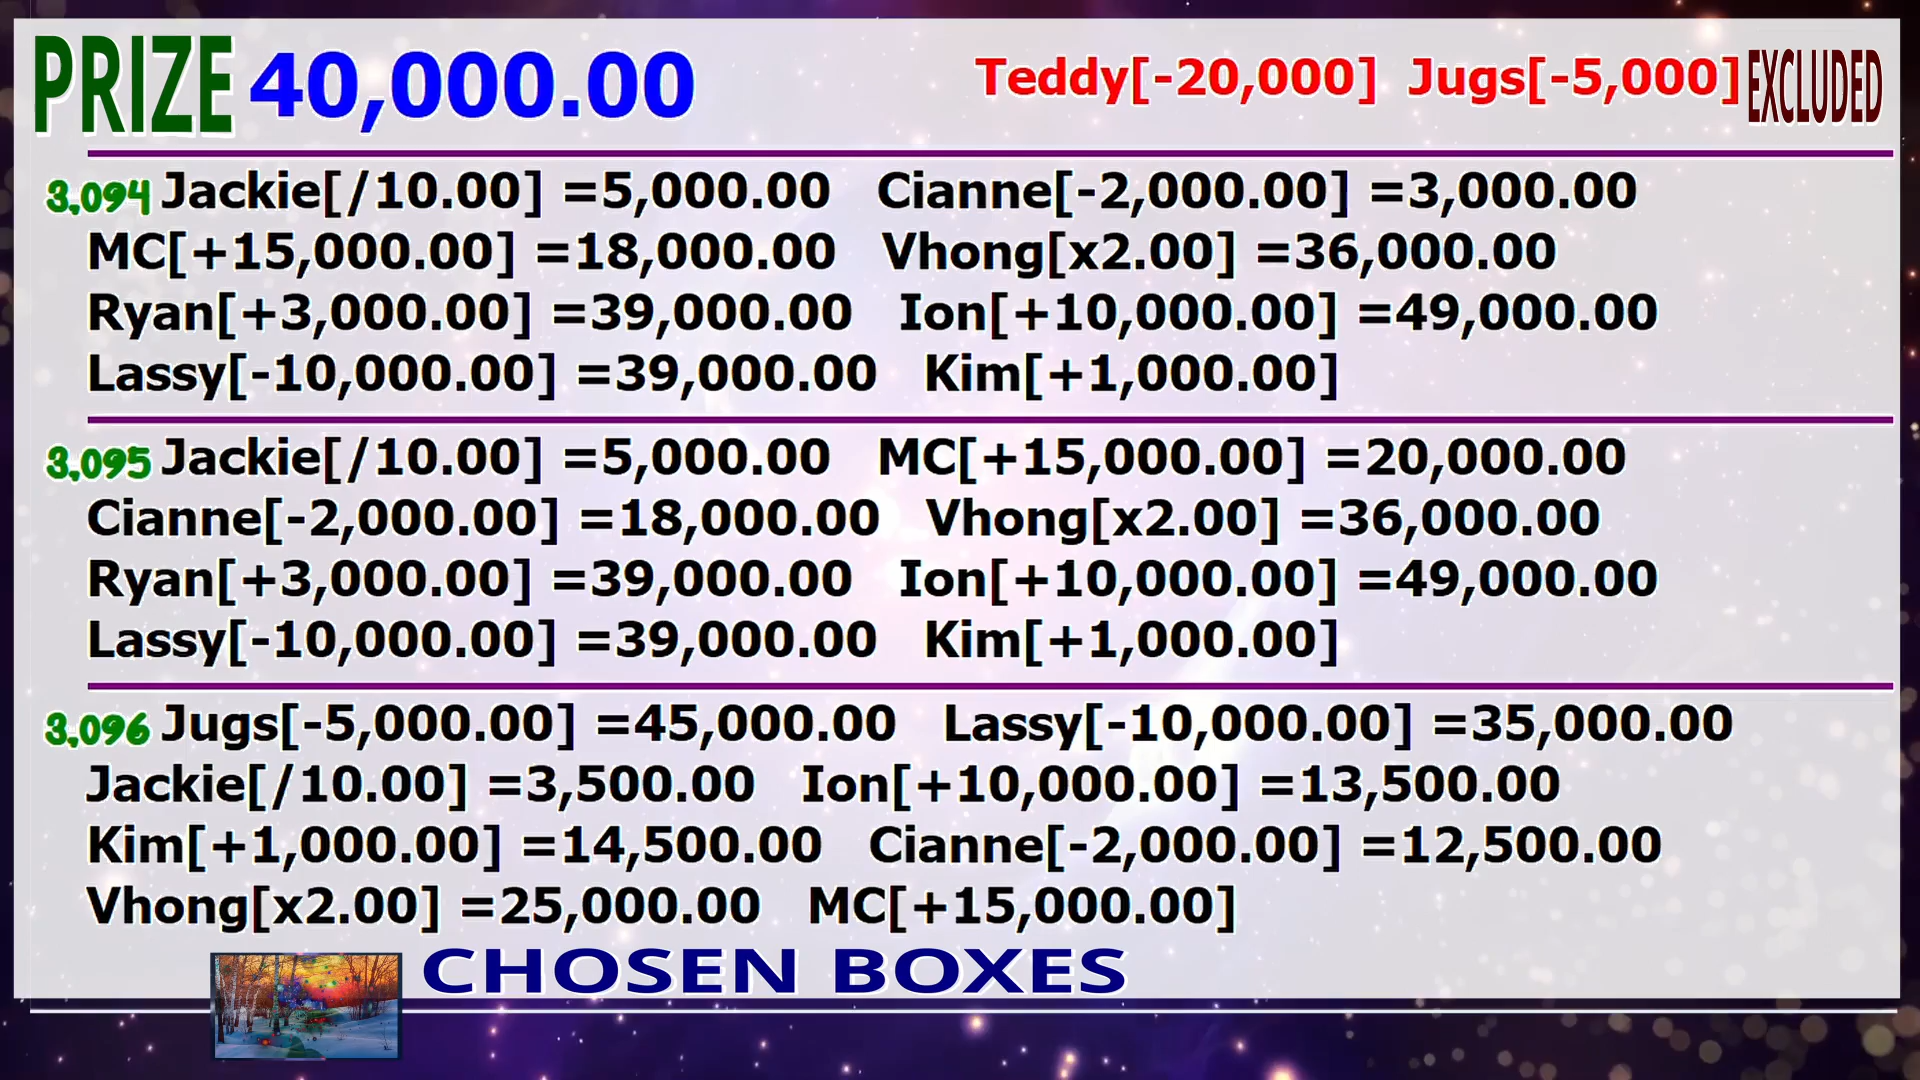 PRIZE 40,000.00 Teddy[-20,000] Jugs[-5,000] EXCLUDED
3,094 Jackie[/10.00] =5,000.00 Cianne[-2,000.00] =3,000.00
MC[+15,000.00] =18,000.00 Vhong[x2.00] =36,000.00
Ryan[+3,000.00] =39,000.00 Ion[+10,000.00] =49,000.00
Lassy[-10,000.00] =39,000.00 Kim[+1,000.00]
3,095 Jackie[/10.00] =5,000.00 MC[+15,000.00] =20,000.00
Cianne[-2,000.00] =18,000.00 Vhong[x2.00] =36,000.00
Ryan[+3,000.00] =39,000.00 Ion[+10,000.00] =49,000.00
Lassy[-10,000.00] =39,000.00 Kim[+1,000.00]
3,096 Jugs[-5,000.00] =45,000.00 Lassy[-10,000.00] =35,000.00
Jackie[/10.00] =3,500.00 Ion[+10,000.00] =13,500.00
Kim[+1,000.00] =14,500.00 Cianne[-2,000.00] =12,500.00
Vhong[x2.00] =25,000.00 MC[+15,000.00]
CHOSEN BOXES